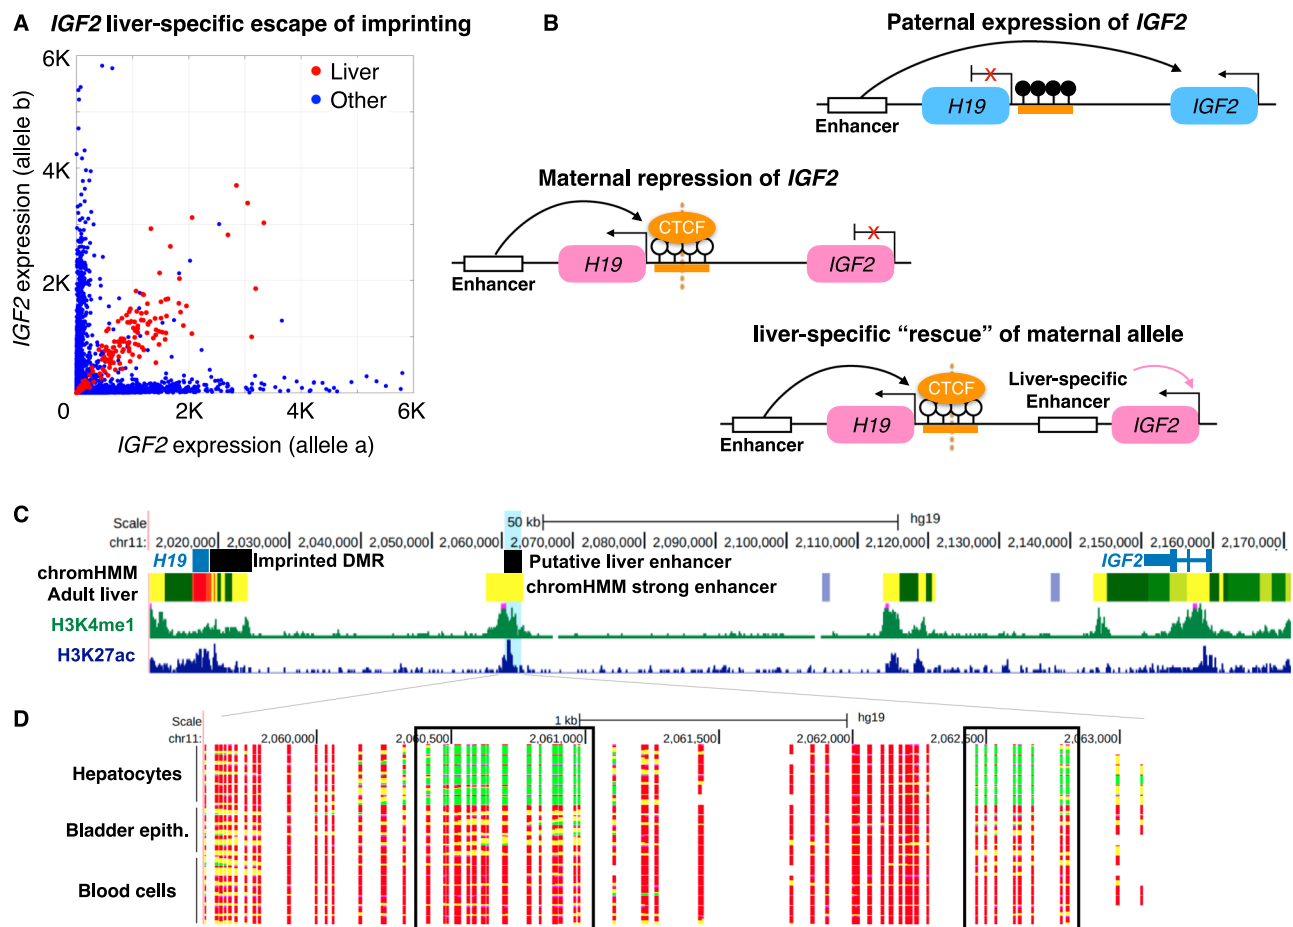 A IGF2 liver-specific escape of imprinting
6K
4K
2K
0
2K
4K
6K
Liver
Other
IGF2 expression (allele b)
IGF2 expression (allele a)
B
Paternal expression of IGF2
X
Enhancer
H19
IGF2
Maternal repression of IGF2
CTCF
X
Enhancer
H19
IGF2
liver-specific "rescue" of maternal allele
CTCF
Liver-specific
Enhancer
Enhancer
H19
IGF2
C
Scale
50 kb
hg19
chr11:
2,020,000
2,030,000
2,040,000
2,050,000
2,060,000
2,070,000
2,080,000
2,090,000
2,100,000
2,110,000
2,120,000
2,130,000
2,140,000
2,150,000
2,160,000
2,170,000
H19
Imprinted DMR
Putative liver enhancer
IGF2
chromHMM
Adult liver
chromHMM strong enhancer
H3K4me1
H3K27ac
D
Scale
1 kb
hg19
chr11:
2,060,000
2,060,500
2,061,000
2,061,500
2,062,000
2,062,500
2,063,000
Hepatocytes
Bladder epith.
Blood cells